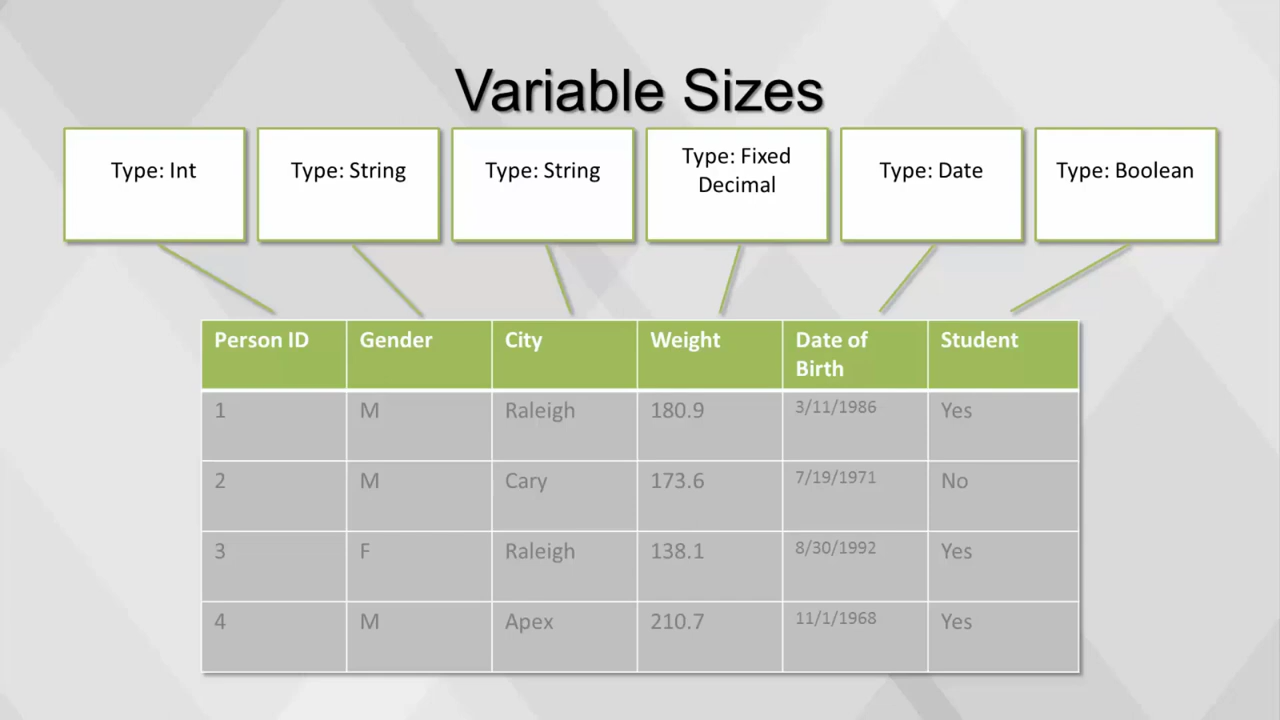 Variable Sizes
Type: Int
Type: String
Type: String
Type: Fixed
Decimal
Type: Date
Type: Boolean
Person ID Gender City Weight Date of Birth Student
1 M Raleigh 180.9 3/11/1986 Yes
2 M Cary 173.6 7/19/1971 No
3 F Raleigh 138.1 8/30/1992 Yes
4 M Apex 210.7 11/1/1968 Yes